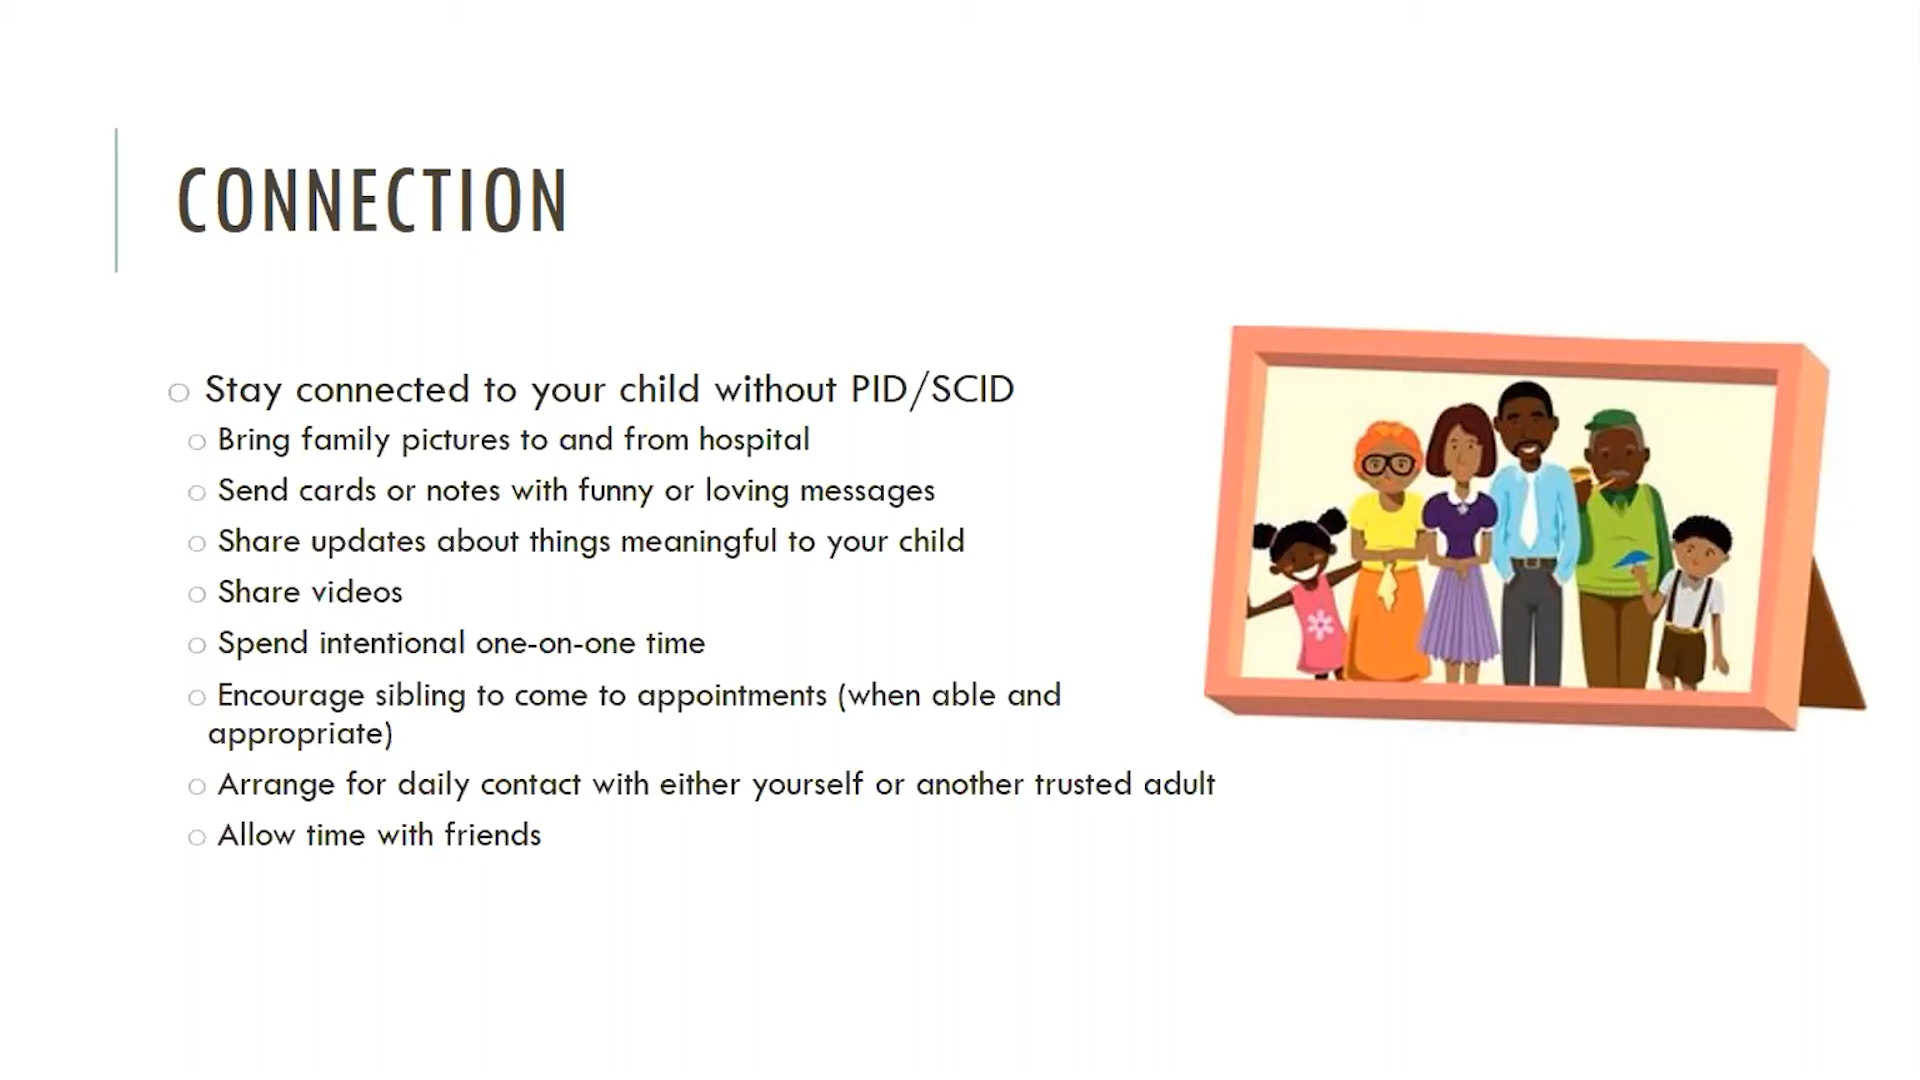 CONNECTION
Stay connected to your child without PID/SCID
Bring family pictures to and from hospital
Send cards or notes with funny or loving messages
Share updates about things meaningful to your child
Share videos
Spend intentional one-on-one time
Encourage sibling to come to appointments (when able and
appropriate)
Arrange for daily contact with either yourself or another trusted adult
Allow time with friends